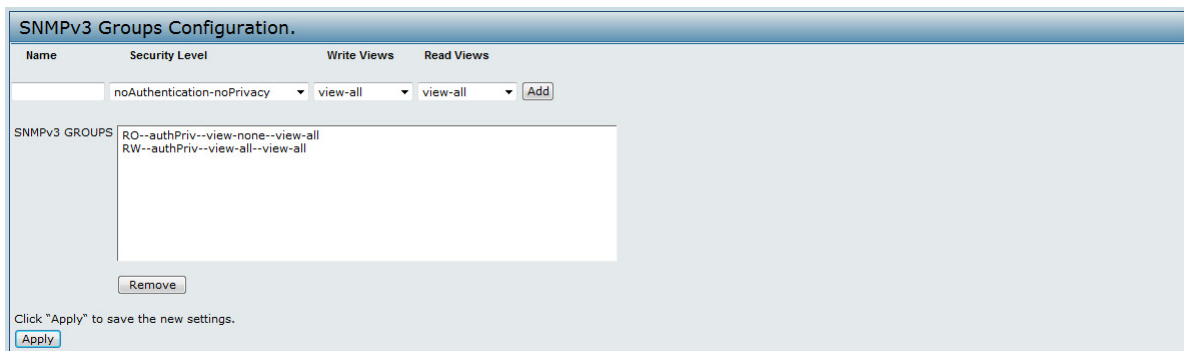 SNMPv3 Groups Configuration.
Name Security Level Write Views Read Views
noAuthentication-noPrivacy view-all view-all Add
SNMPv3 GROUPS
RO--authPriv--view-none--view-all
RW--authPriv--view-all--view-all
Remove
Click "Apply" to save the new settings.
Apply